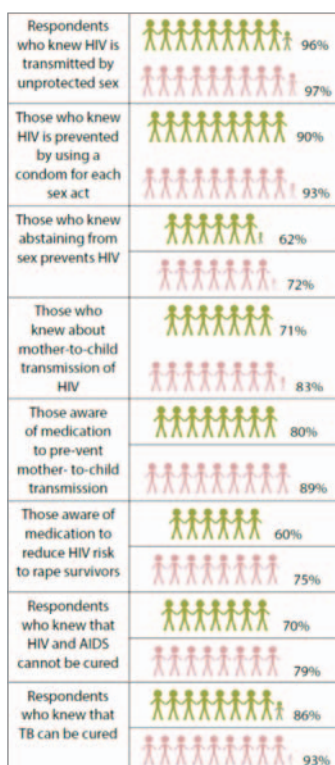 Respondents
who knew HIV is
transmitted by
unprotected sex
96%
97%
Those who knew
HIV is prevented
by using a
condom for each
sex act
90%
93%
Those who knew
abstaining from
sex prevents HIV
62%
72%
Those who
knew about
mother-to-child
transmission of
HIV
71%
83%
Those aware
of medication
to pre-vent
mother- to-child
transmission
80%
89%
Those aware of
medication to
reduce HIV risk
to rape survivors
60%
75%
Respondents
who knew that
HIV and AIDS
cannot be cured
70%
79%
Respondents
who knew that
TB can be cured
86%
93%